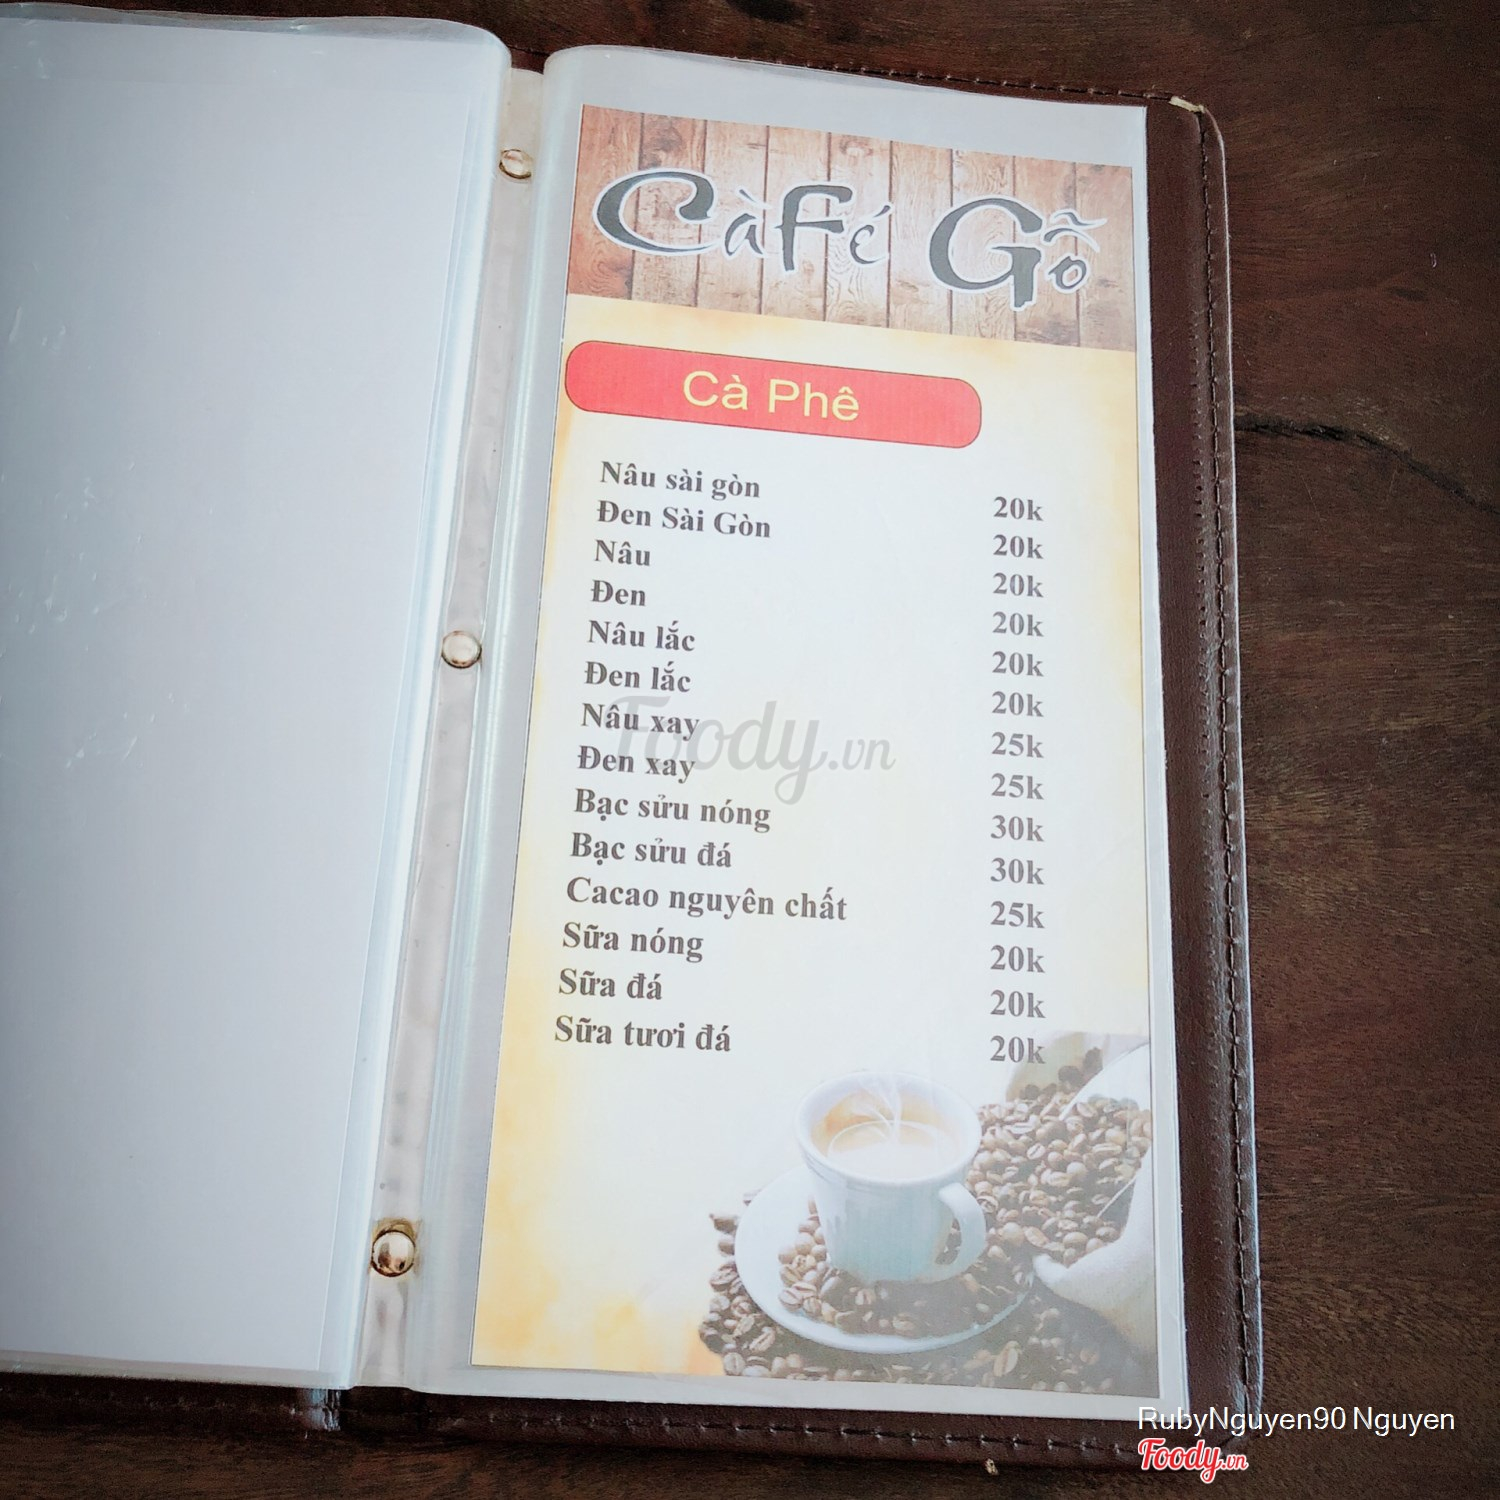 Càfé Gỗ
Cà Phê
Nâu sài gòn 20k
Đen Sài Gòn 20k
Nâu 20k
Đen 20k
Nâu lắc 20k
Đen lắc 20k
Nâu xay 25k
Đen xay 25k
Bạc sửu nóng 30k
Bạc sửu đá 30k
Cacao nguyên chất 25k
Sữa nóng 20k
Sữa đá 20k
Sữa tươi đá 20k
Foody.vn
RubyNguyen90 Nguyen
Foody.vn